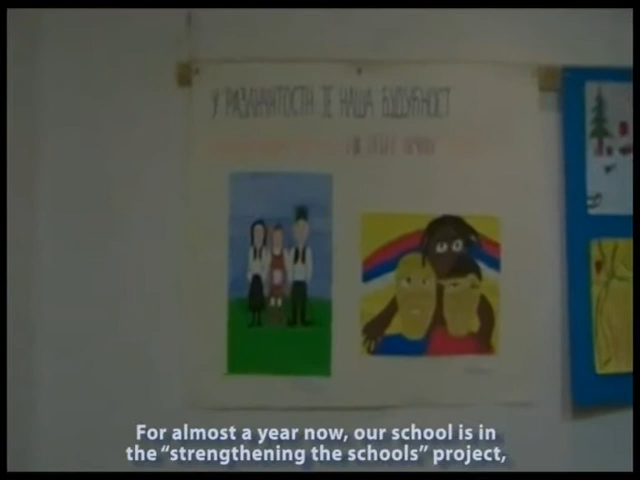 У РАЗЛИЧИТОСТИ ЈЕ НАША БУДУЋНОСТ
For almost a year now, our school is in
the “strengthening the schools” project,